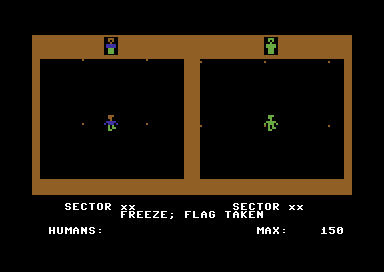 SECTOR xx SECTOR xx
FREEZE; FLAG TAKEN
HUMANS: MAX: 150